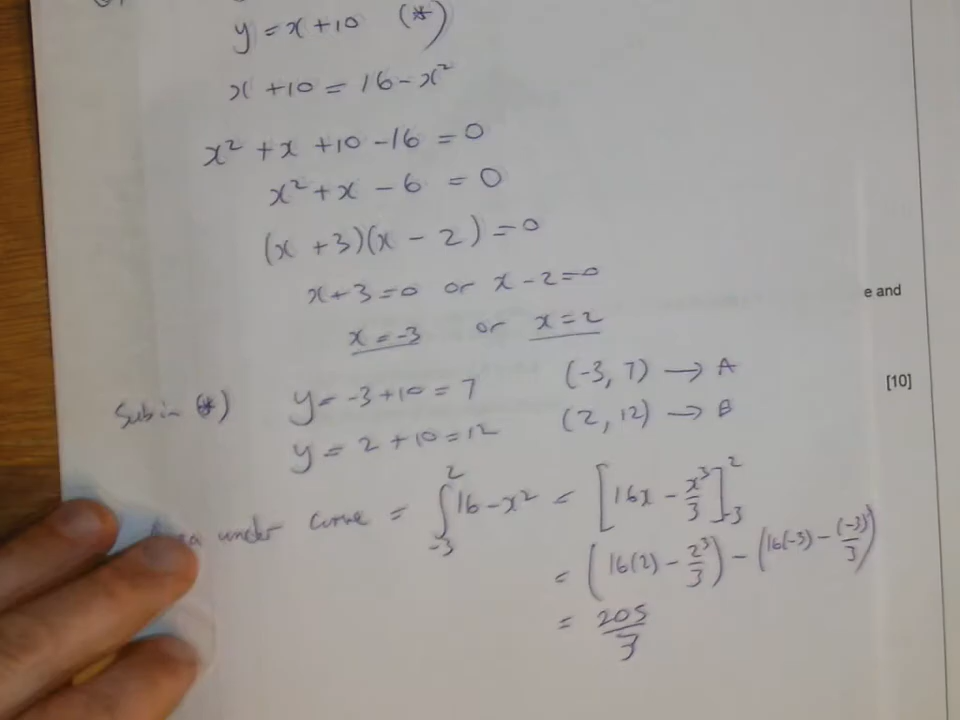 y = x + 10 (*)
x + 10 = 16 - x²
x² + x + 10 - 16 = 0
x² + x - 6 = 0
(x + 3)(x - 2) = 0
x + 3 = 0 or x - 2 = 0
e and
x = -3 or x = 2
[10]
Sub in (*) y = -3 + 10 = 7 (-3, 7) → A
y = 2 + 10 = 12 (2, 12) → B
under curve = ∫₋₃² 16 - x² = [16x - x³/3]₋₃²
= (16(2) - 2³/3) - (16(-3) - (-3)³/3)
= 205/3